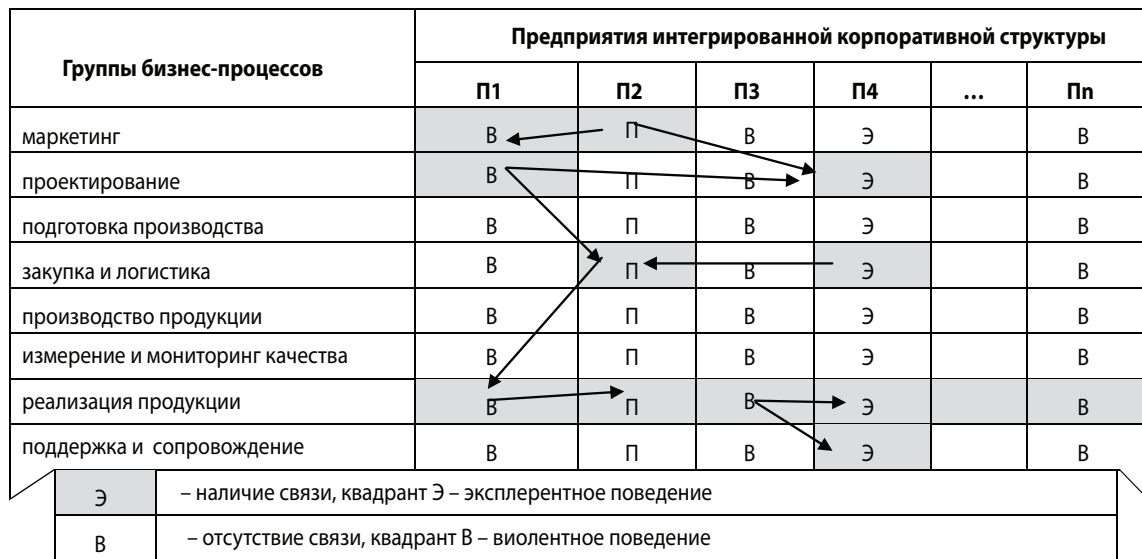 Группы бизнес-процессов
Предприятия интегрированной корпоративной структуры
П1 П2 П3 П4 … Пn
маркетинг В П В Э В
проектирование В П В Э В
подготовка производства В П В Э В
закупка и логистика В П В Э В
производство продукции В П В Э В
измерение и мониторинг качества В П В Э В
реализация продукции В П В Э В
поддержка и сопровождение В П В Э В
Э – наличие связи, квадрант Э – эксплерентное поведение
В – отсутствие связи, квадрант В – виолентное поведение